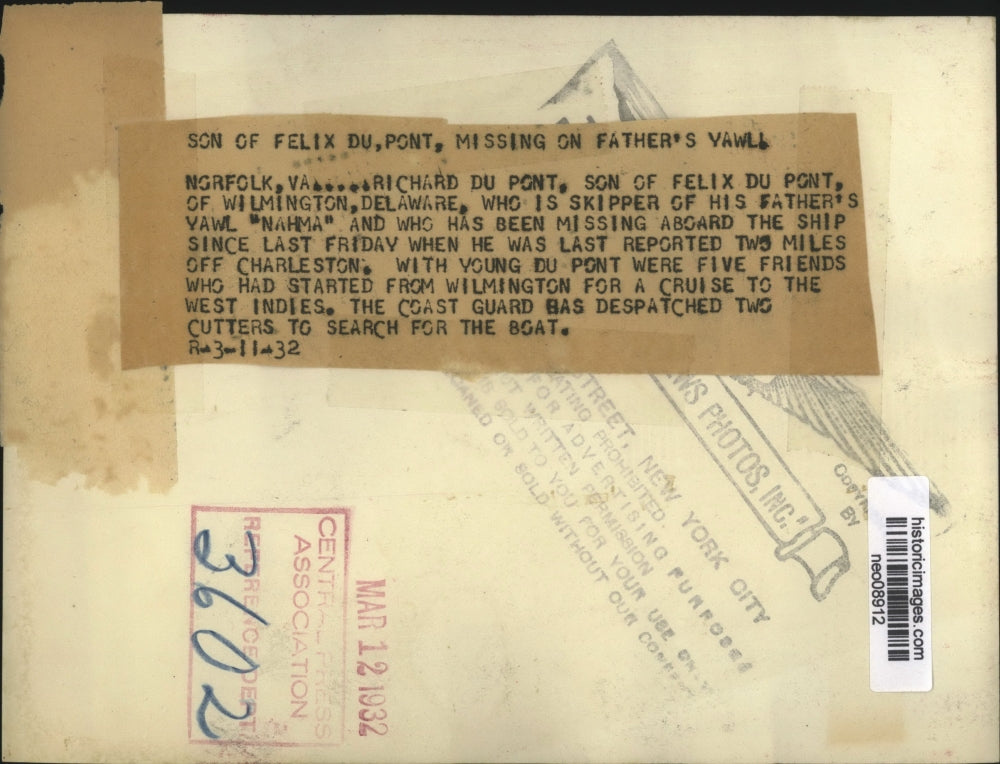 SON OF FELIX DU,PONT, MISSING ON FATHER'S YAWLL
NORFOLK,VA.....RICHARD DU PONT, SON OF FELIX DU PONT,
OF WILMINGTON,DELAWARE, WHO IS SKIPPER OF HIS FATHER'S
YAWL "NAHMA" AND WHO HAS BEEN MISSING ABOARD THE SHIP
SINCE LAST FRIDAY WHEN HE WAS LAST REPORTED TWO MILES
OFF CHARLESTON. WITH YOUNG DU PONT WERE FIVE FRIENDS
WHO HAD STARTED FROM WILMINGTON FOR A CRUISE TO THE
WEST INDIES. THE COAST GUARD HAS DESPATCHED TWO
CUTTERS TO SEARCH FOR THE BOAT.
R-3-11-32
PHOTOS, INC.
BY
STREET, NEW YORK CITY
PROHIBITED.
FOR ADVERTISING PURPOSES
WRITTEN PERMISSION
SOLD TO YOU FOR YOUR USE
OR SOLD WITHOUT OUR
CENTRAL PRESS
ASSOCIATION
REFERENCE DEPT
3602
MAR 12 1932
historicimages.com
neo08912